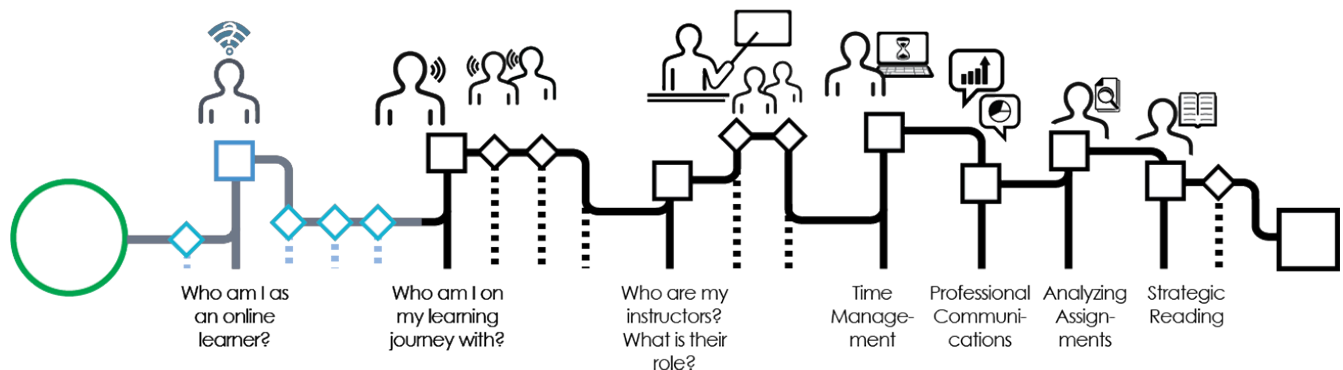 Who am I as
an online
learner?
Who am I on
my learning
journey with?
Who are my
instructors?
What is their
role?
Time
Manage-
ment
Professional
Communi-
cations
Analyzing
Assign-
ments
Strategic
Reading